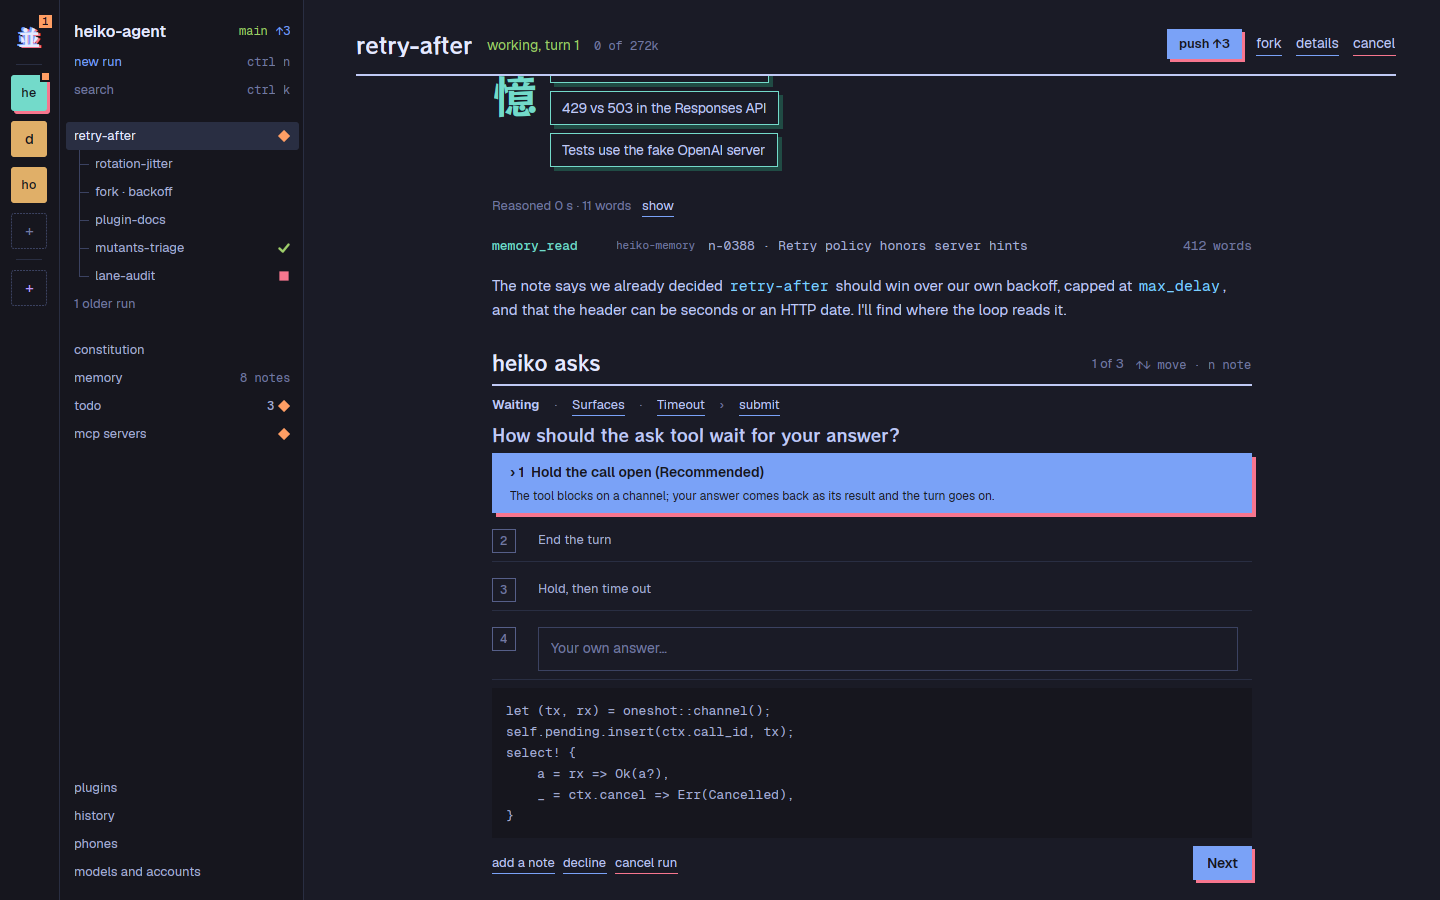 並
1
he
d
ho
+
+
heiko-agent main ↑3
new run ctrl n
search ctrl k
retry-after
rotation-jitter
fork · backoff
plugin-docs
mutants-triage
lane-audit
1 older run
constitution
memory 8 notes
todo 3
mcp servers
plugins
history
phones
models and accounts
retry-after working, turn 1 0 of 272k push ↑3 fork details cancel
憶
429 vs 503 in the Responses API
Tests use the fake OpenAI server
Reasoned 0 s · 11 words show
memory_read heiko-memory n-0388 · Retry policy honors server hints 412 words
The note says we already decided retry-after should win over our own backoff, capped at max_delay,
and that the header can be seconds or an HTTP date. I'll find where the loop reads it.
heiko asks 1 of 3 ↑↓ move · n note
Waiting · Surfaces · Timeout › submit
How should the ask tool wait for your answer?
› 1 Hold the call open (Recommended)
The tool blocks on a channel; your answer comes back as its result and the turn goes on.
2 End the turn
3 Hold, then time out
4 Your own answer…
let (tx, rx) = oneshot::channel();
self.pending.insert(ctx.call_id, tx);
select! {
    a = rx => Ok(a?),
    _ = ctx.cancel => Err(Cancelled),
}
add a note decline cancel run Next